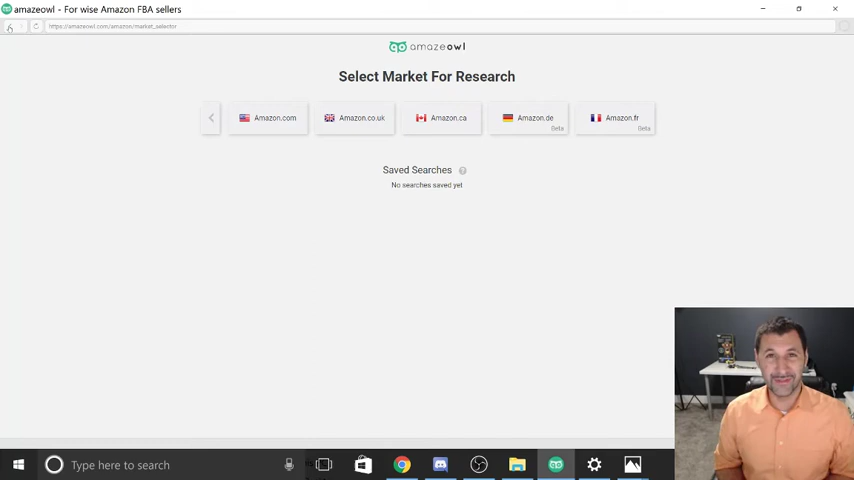 amazeowl - For wise Amazon FBA sellers
https://amazeowl.com/amazon/market_selector
amazeowl
Select Market For Research
Amazon.com
Amazon.co.uk
Amazon.ca
Amazon.de
Beta
Amazon.fr
Beta
Saved Searches ?
No searches saved yet
Type here to search